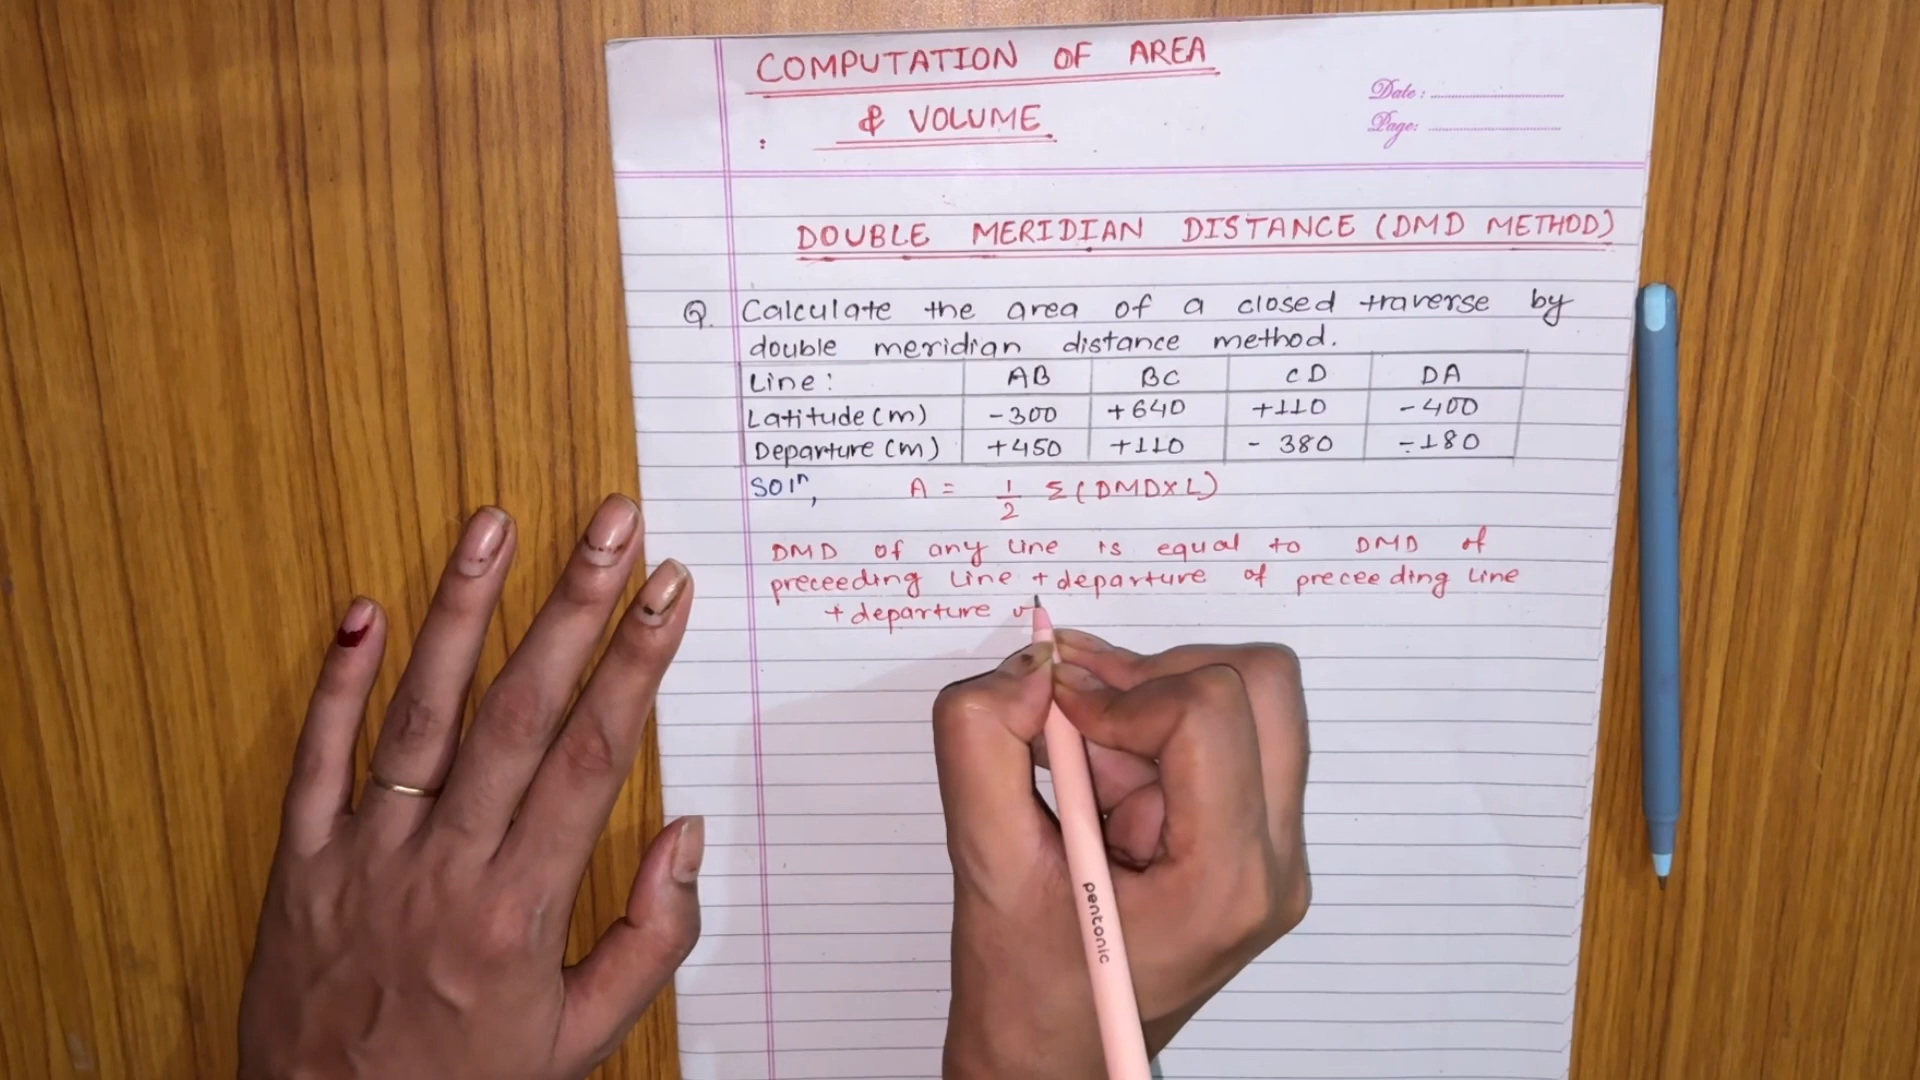 COMPUTATION OF AREA
& VOLUME
Date:
Page:
DOUBLE MERIDIAN DISTANCE (DMD METHOD)
Q. Calculate the area of a closed traverse by
double meridian distance method.
Line: AB BC CD DA
Latitude (m) -300 +640 +110 -400
Departure (m) +450 +110 - 380 -180
Solⁿ, A = 1/2 Σ(DMD×L)
DMD of any line is equal to DMD of
preceeding line + departure of preceeding line
+ departure
pentonic